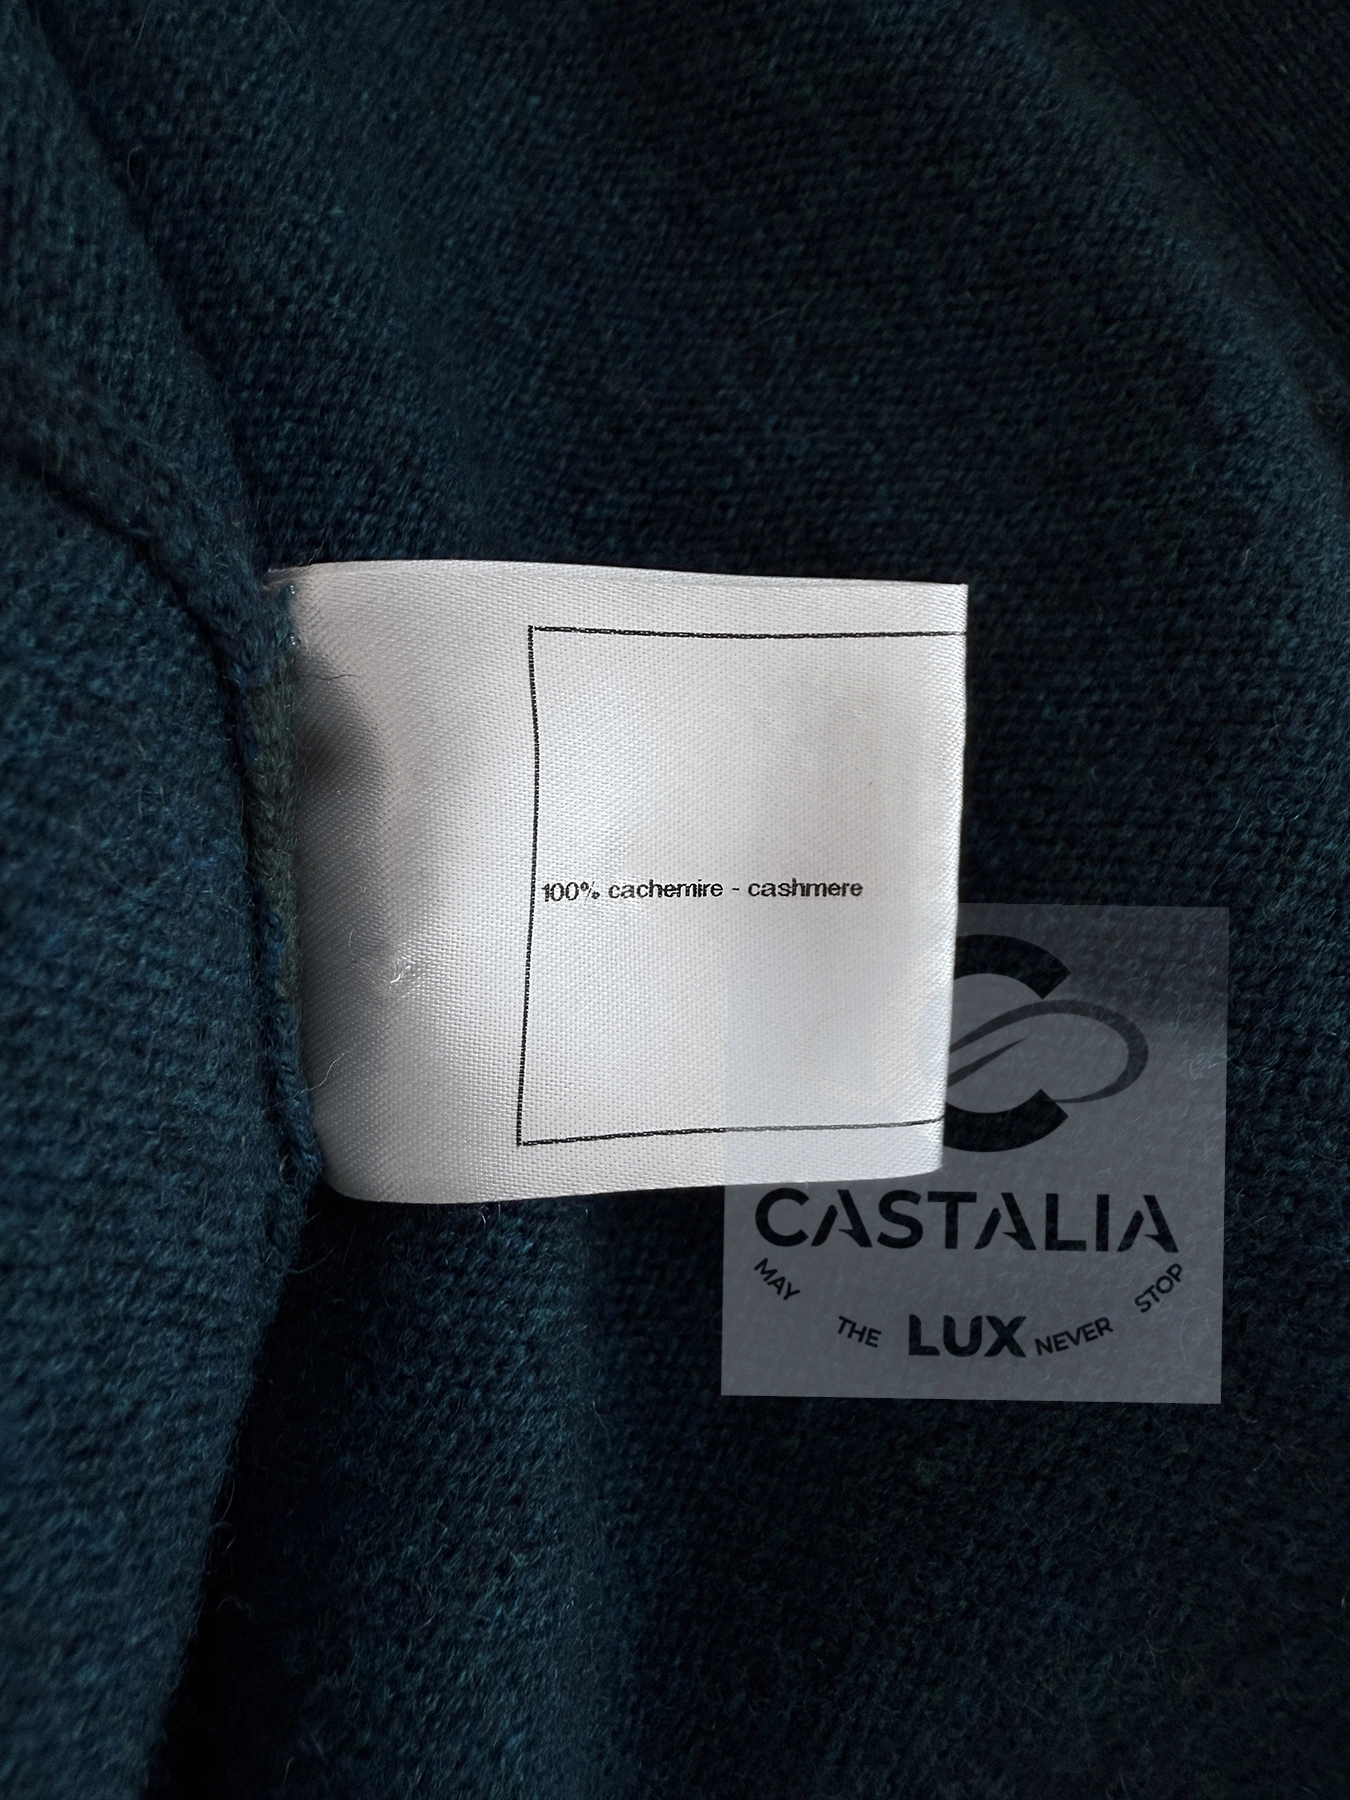 100% cachemire - cashmere
CASTALIA
MAY THE LUX NEVER STOP